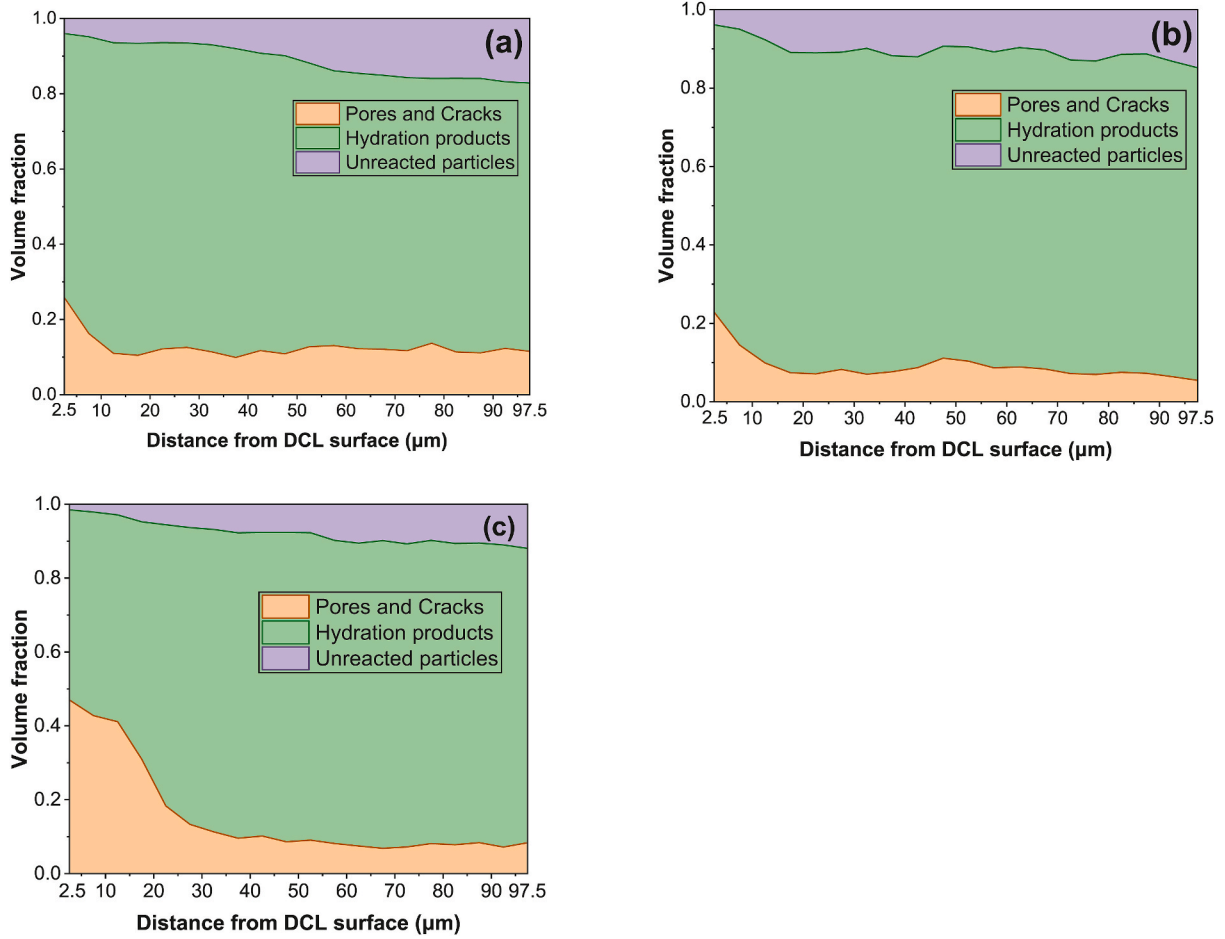 (a)
1.0
0.8
0.6
0.4
0.2
0.0
Volume fraction
Pores and Cracks
Hydration products
Unreacted particles
2.5 10 20 30 40 50 60 70 80 90 97.5
Distance from DCL surface (µm)
(b)
1.0
0.8
0.6
0.4
0.2
0.0
Volume fraction
Pores and Cracks
Hydration products
Unreacted particles
2.5 10 20 30 40 50 60 70 80 90 97.5
Distance from DCL surface (µm)
(c)
1.0
0.8
0.6
0.4
0.2
0.0
Volume fraction
Pores and Cracks
Hydration products
Unreacted particles
2.5 10 20 30 40 50 60 70 80 90 97.5
Distance from DCL surface (µm)